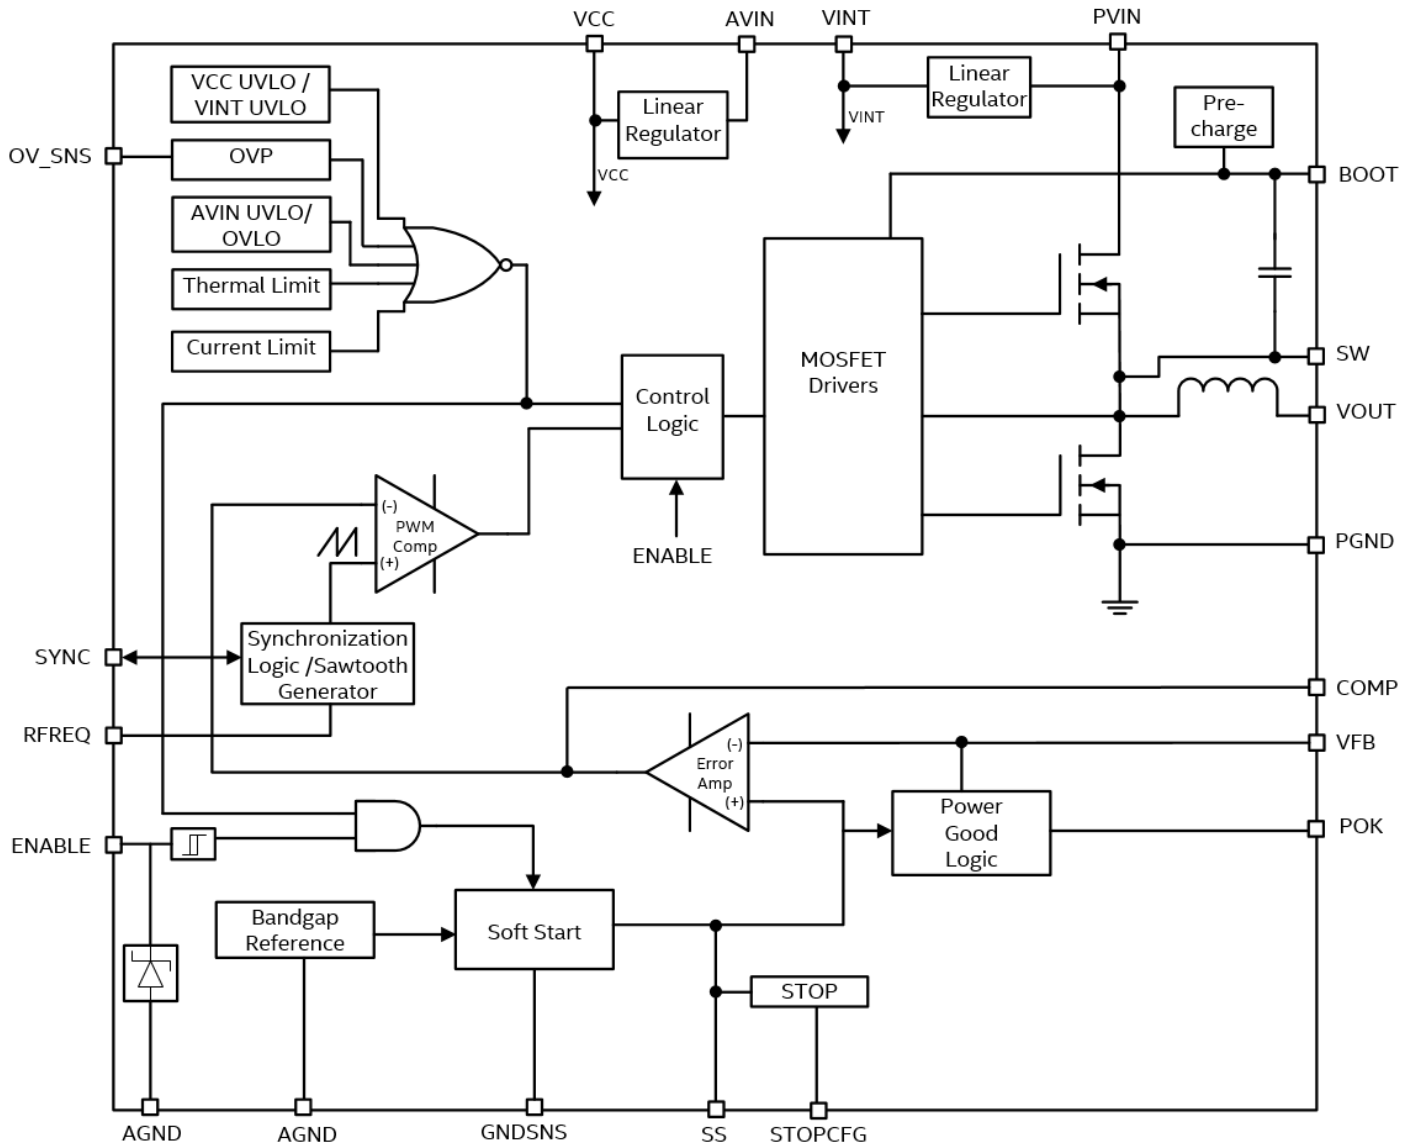 VCC
AVIN
VINT
PVIN
VCC UVLO /
VINT UVLO
Linear
Regulator
Linear
Regulator
VINT
Pre-
charge
OV_SNS
OVP
VCC
BOOT
AVIN UVLO/
OVLO
Thermal Limit
Current Limit
MOSFET
Drivers
SW
Control
Logic
VOUT
(-)
PWM
Comp
(+)
ENABLE
PGND
SYNC
Synchronization
Logic /Sawtooth
Generator
COMP
RFREQ
(-)
Error
Amp
(+)
VFB
Power
Good
Logic
POK
ENABLE
Bandgap
Reference
Soft Start
STOP
AGND
AGND
GNDSNS
SS
STOPCFG